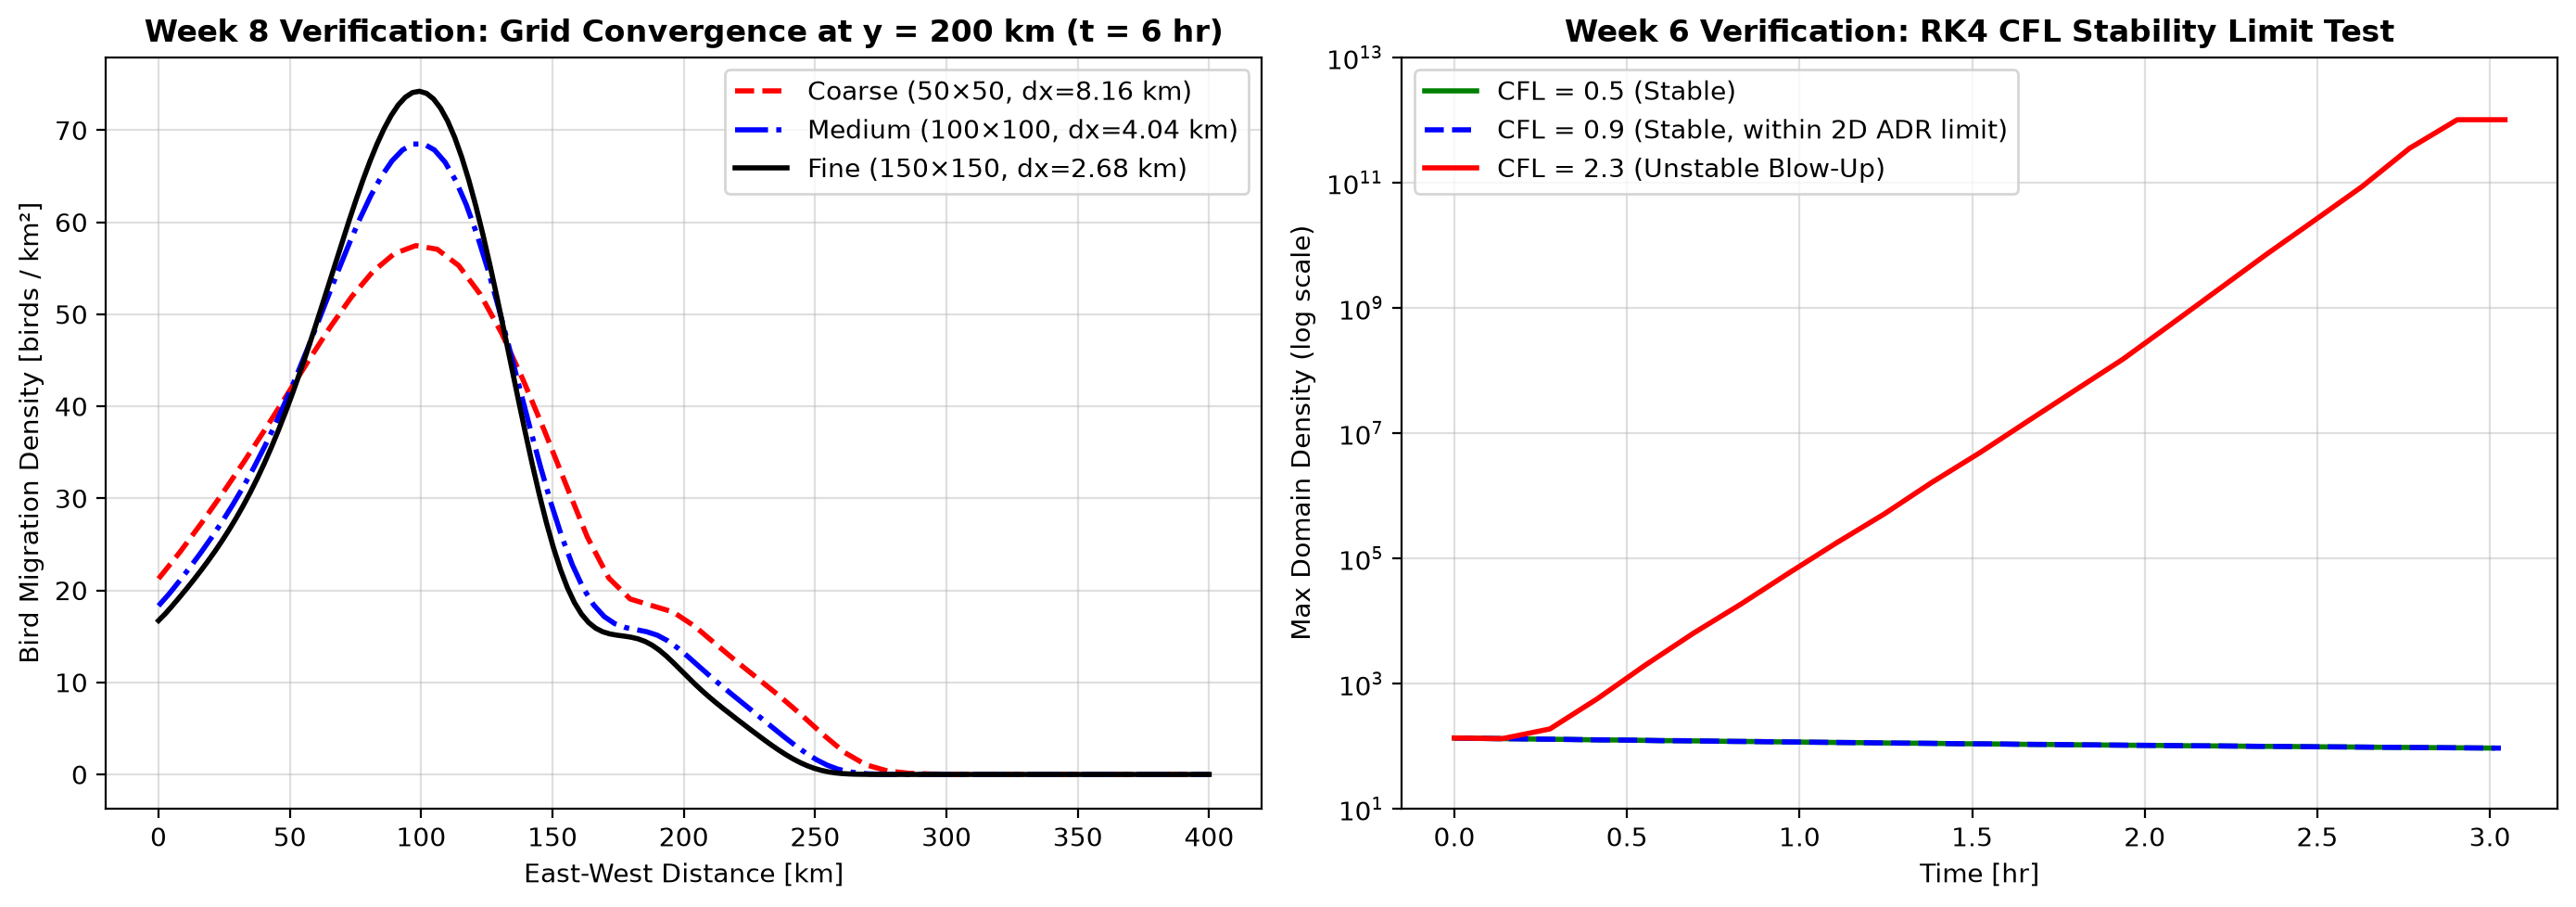 Week 8 Verification: Grid Convergence at y = 200 km (t = 6 hr)
Coarse (50×50, dx=8.16 km)
Medium (100×100, dx=4.04 km)
Fine (150×150, dx=2.68 km)
Bird Migration Density [birds / km²]
70
60
50
40
30
20
10
0
0 50 100 150 200 250 300 350 400
East-West Distance [km]
Week 6 Verification: RK4 CFL Stability Limit Test
CFL = 0.5 (Stable)
CFL = 0.9 (Stable, within 2D ADR limit)
CFL = 2.3 (Unstable Blow-Up)
Max Domain Density (log scale)
10¹³
10¹¹
10⁹
10⁷
10⁵
10³
10¹
0.0 0.5 1.0 1.5 2.0 2.5 3.0
Time [hr]